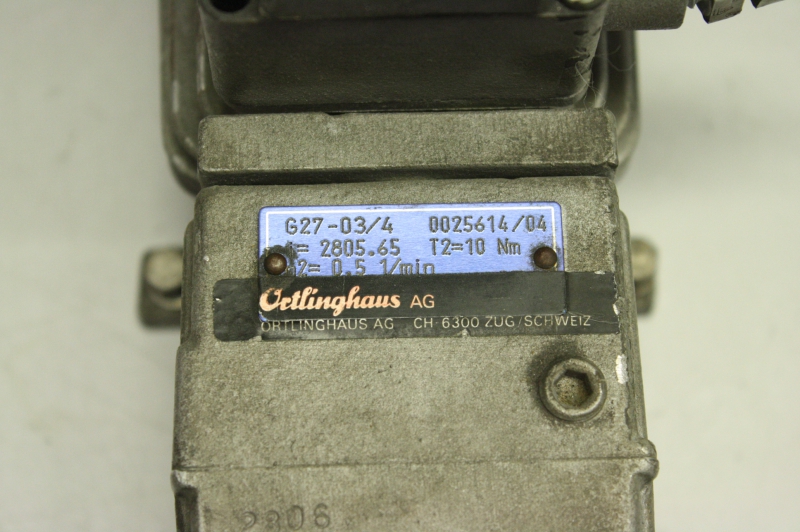 G27-03/4 0025614/04
= 2805.65 T2=10 Nm
n2= 0.5 1/min
Ortlinghaus AG
ORTLINGHAUS AG CH-6300 ZUG/SCHWEIZ